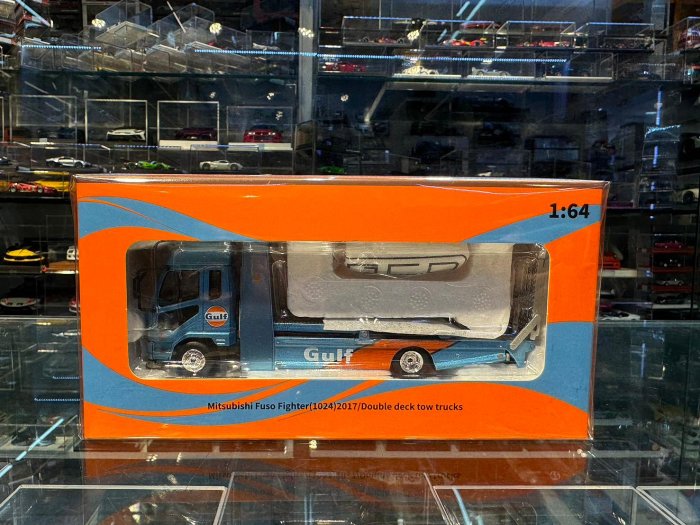 1:64
Gulf
Gulf
Mitsubishi Fuso Fighter(1024)2017/Double deck tow trucks